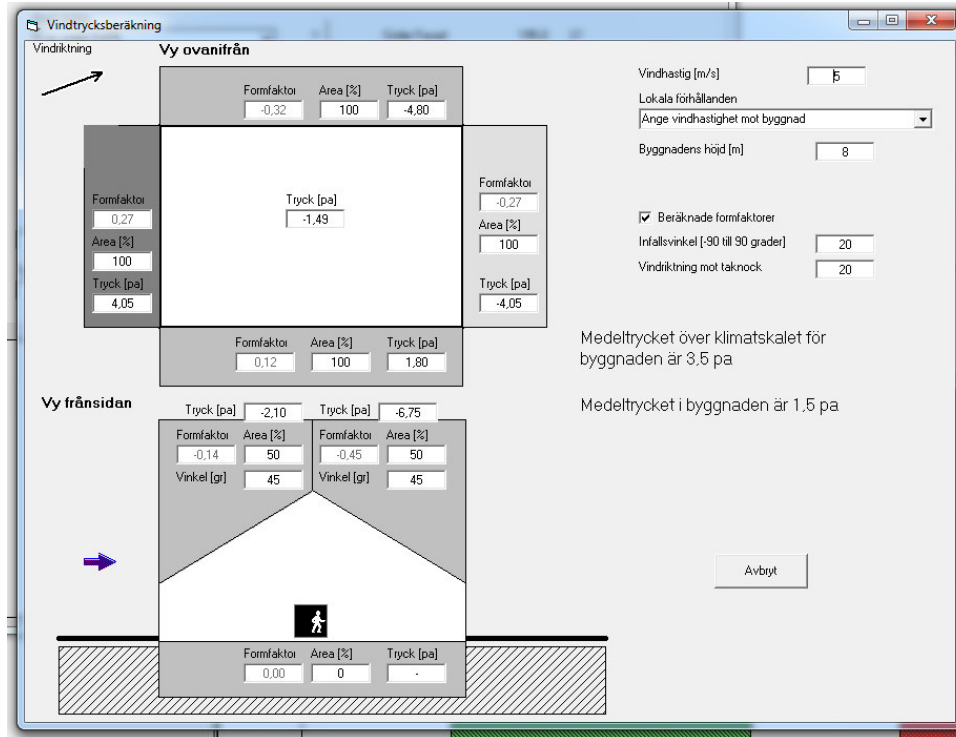 Vindtrycksberäkning
Vindriktning
Vy ovanifrån
Formfaktor Area [%] Tryck [pa]
-0,32 100 -4,80
Formfaktor
0,27
Area [%]
100
Tryck [pa]
4,05
Tryck [pa]
-1,49
Formfaktor
-0,27
Area [%]
100
Tryck [pa]
-4,05
Formfaktor Area [%] Tryck [pa]
0,12 100 1,80
Vindhastig [m/s] 5
Lokala förhållanden
Ange vindhastighet mot byggnad
Byggnadens höjd [m] 8
Beräknade formfaktorer
Infallsvinkel [-90 till 90 grader] 20
Vindriktning mot taknock 20
Medeltrycket över klimatskalet för
byggnaden är 3,5 pa
Medeltrycket i byggnaden är 1,5 pa
Vy frånsidan
Tryck [pa] -2,10 Tryck [pa] -6,75
Formfaktor Area [%] Formfaktor Area [%]
-0,14 50 -0,45 50
Vinkel [gr] 45 Vinkel [gr] 45
Formfaktor Area [%] Tryck [pa]
0,00 0 -
Avbryt